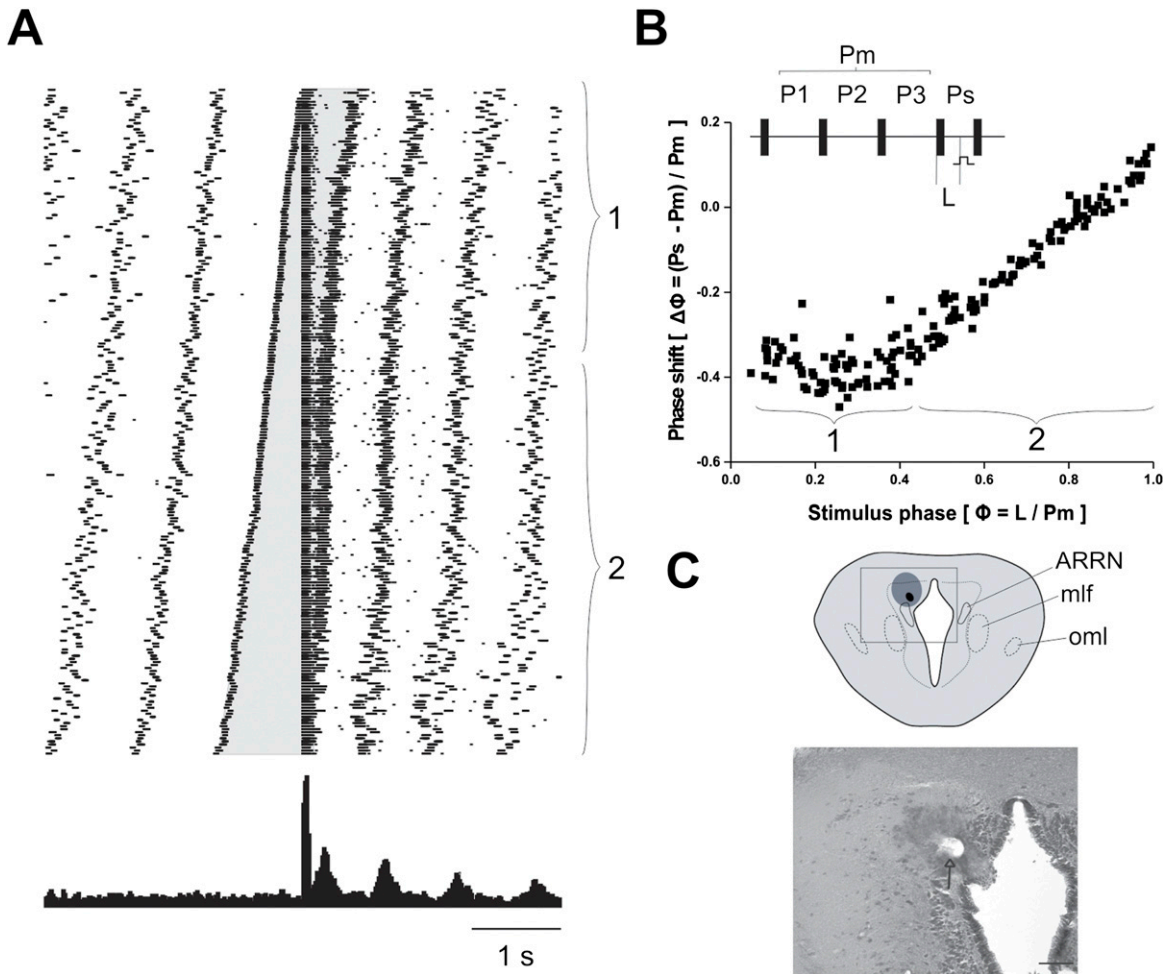 A
1
2
1 s
B
Pm
P1 P2 P3 Ps
L
Phase shift [ ΔΦ = (Ps - Pm) / Pm ]
0.2
0.0
-0.2
-0.4
-0.6
1
2
0.0 0.2 0.4 0.6 0.8 1.0
Stimulus phase [ Φ = L / Pm ]
C
ARRN
mlf
oml